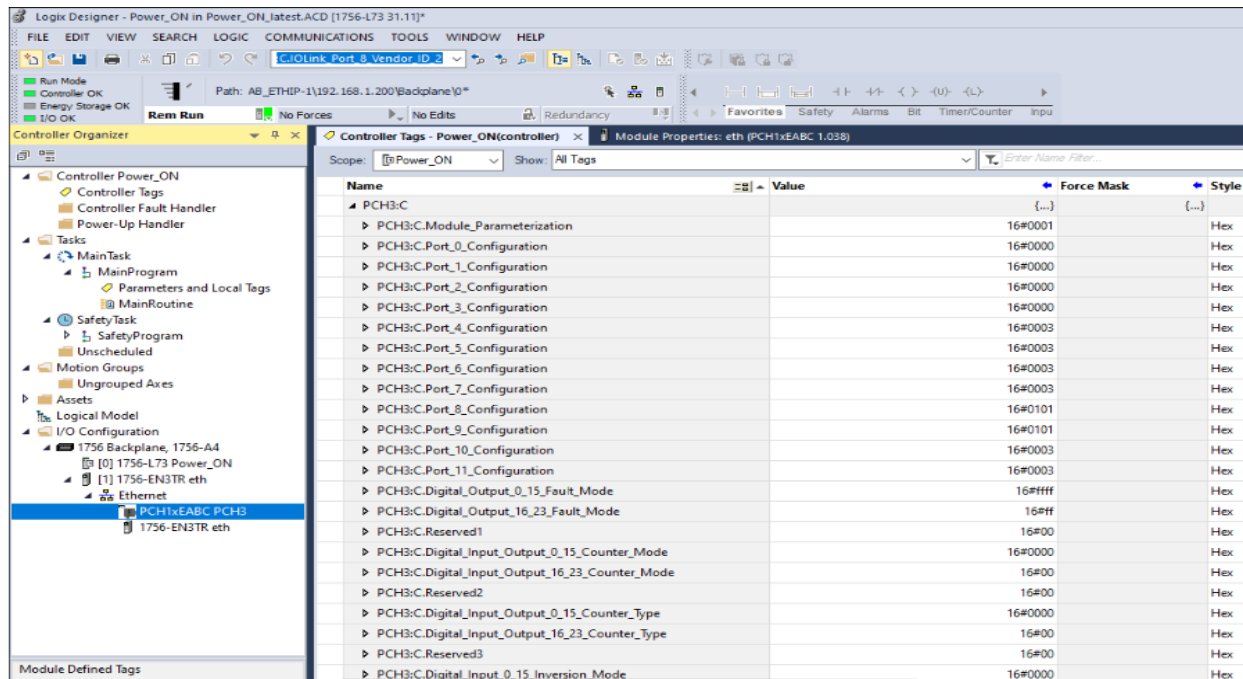 Logix Designer - Power_ON in Power_ON_latest.ACD [1756-L73 31.11]*
FILE EDIT VIEW SEARCH LOGIC COMMUNICATIONS TOOLS WINDOW HELP
:C.IOLink_Port_8_Vendor_ID_2
Run Mode
Controller OK
Energy Storage OK
I/O OK
Path: AB_ETHIP-1\192.168.1.200\Backplane\0*
Rem Run No Forces No Edits Redundancy
Favorites Safety Alarms Bit Timer/Counter Inpu
Controller Organizer
Controller Power_ON
Controller Tags
Controller Fault Handler
Power-Up Handler
Tasks
MainTask
MainProgram
Parameters and Local Tags
MainRoutine
SafetyTask
SafetyProgram
Unscheduled
Motion Groups
Ungrouped Axes
Assets
Logical Model
I/O Configuration
1756 Backplane, 1756-A4
[0] 1756-L73 Power_ON
[1] 1756-EN3TR eth
Ethernet
PCH1xEABC PCH3
1756-EN3TR eth
Module Defined Tags
Controller Tags - Power_ON(controller) Module Properties: eth (PCH1xEABC 1.038)
Scope: Power_ON Show: All Tags Enter Name Filter...
Name Value Force Mask Style
PCH3:C {...} {...}
PCH3:C.Module_Parameterization 16#0001 Hex
PCH3:C.Port_0_Configuration 16#0000 Hex
PCH3:C.Port_1_Configuration 16#0000 Hex
PCH3:C.Port_2_Configuration 16#0000 Hex
PCH3:C.Port_3_Configuration 16#0000 Hex
PCH3:C.Port_4_Configuration 16#0003 Hex
PCH3:C.Port_5_Configuration 16#0003 Hex
PCH3:C.Port_6_Configuration 16#0003 Hex
PCH3:C.Port_7_Configuration 16#0003 Hex
PCH3:C.Port_8_Configuration 16#0101 Hex
PCH3:C.Port_9_Configuration 16#0101 Hex
PCH3:C.Port_10_Configuration 16#0003 Hex
PCH3:C.Port_11_Configuration 16#0003 Hex
PCH3:C.Digital_Output_0_15_Fault_Mode 16#ffff Hex
PCH3:C.Digital_Output_16_23_Fault_Mode 16#ff Hex
PCH3:C.Reserved1 16#00 Hex
PCH3:C.Digital_Input_Output_0_15_Counter_Mode 16#0000 Hex
PCH3:C.Digital_Input_Output_16_23_Counter_Mode 16#00 Hex
PCH3:C.Reserved2 16#00 Hex
PCH3:C.Digital_Input_Output_0_15_Counter_Type 16#0000 Hex
PCH3:C.Digital_Input_Output_16_23_Counter_Type 16#00 Hex
PCH3:C.Reserved3 16#00 Hex
PCH3:C.Digital_Input_0_15_Inversion_Mode 16#0000 Hex